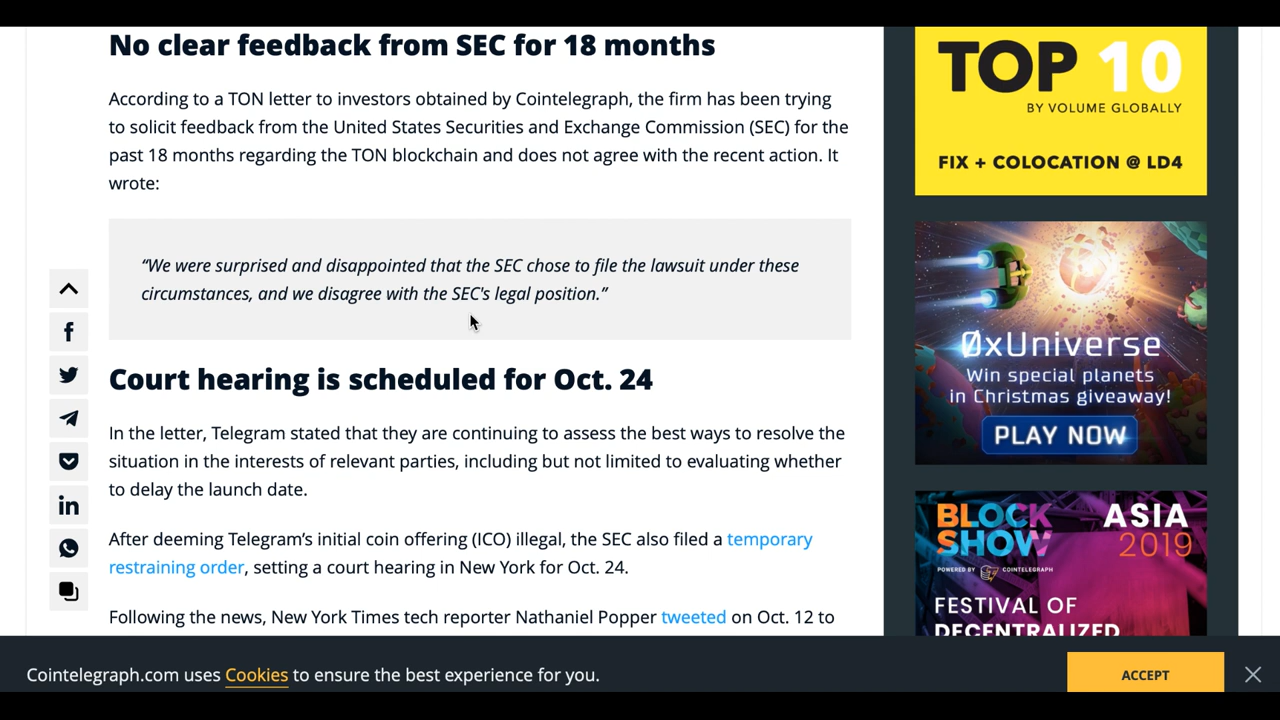 No clear feedback from SEC for 18 months
According to a TON letter to investors obtained by Cointelegraph, the firm has been trying
to solicit feedback from the United States Securities and Exchange Commission (SEC) for the
past 18 months regarding the TON blockchain and does not agree with the recent action. It
wrote:
“We were surprised and disappointed that the SEC chose to file the lawsuit under these
circumstances, and we disagree with the SEC's legal position.”
Court hearing is scheduled for Oct. 24
In the letter, Telegram stated that they are continuing to assess the best ways to resolve the
situation in the interests of relevant parties, including but not limited to evaluating whether
to delay the launch date.
After deeming Telegram’s initial coin offering (ICO) illegal, the SEC also filed a temporary
restraining order, setting a court hearing in New York for Oct. 24.
Following the news, New York Times tech reporter Nathaniel Popper tweeted on Oct. 12 to
TOP 10
BY VOLUME GLOBALLY
FIX + COLOCATION @ LD4
0xUniverse
Win special planets
in Christmas giveaway!
PLAY NOW
BLOCK ASIA
SHOW 2019
POWERED BY COINTELEGRAPH
FESTIVAL OF
DECENTRALIZED
Cointelegraph.com uses Cookies to ensure the best experience for you.
ACCEPT